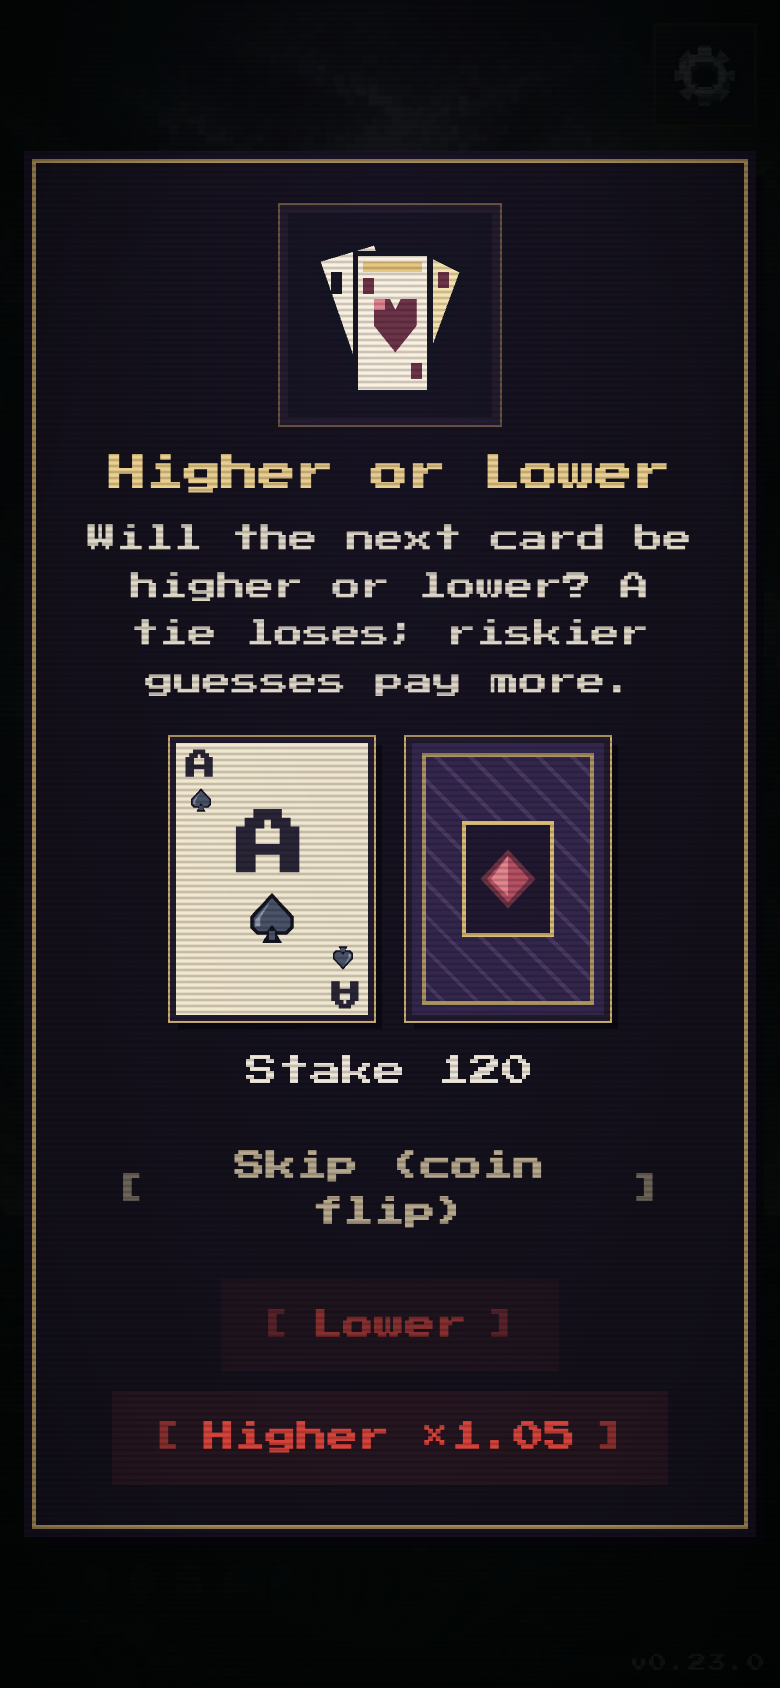 Higher or Lower
Will the next card be
higher or lower? A
tie loses; riskier
guesses pay more.
A
A
A
Stake 120
[ Skip (coin
flip) ]
[ Lower ]
[ Higher ×1.05 ]
v0.23.0